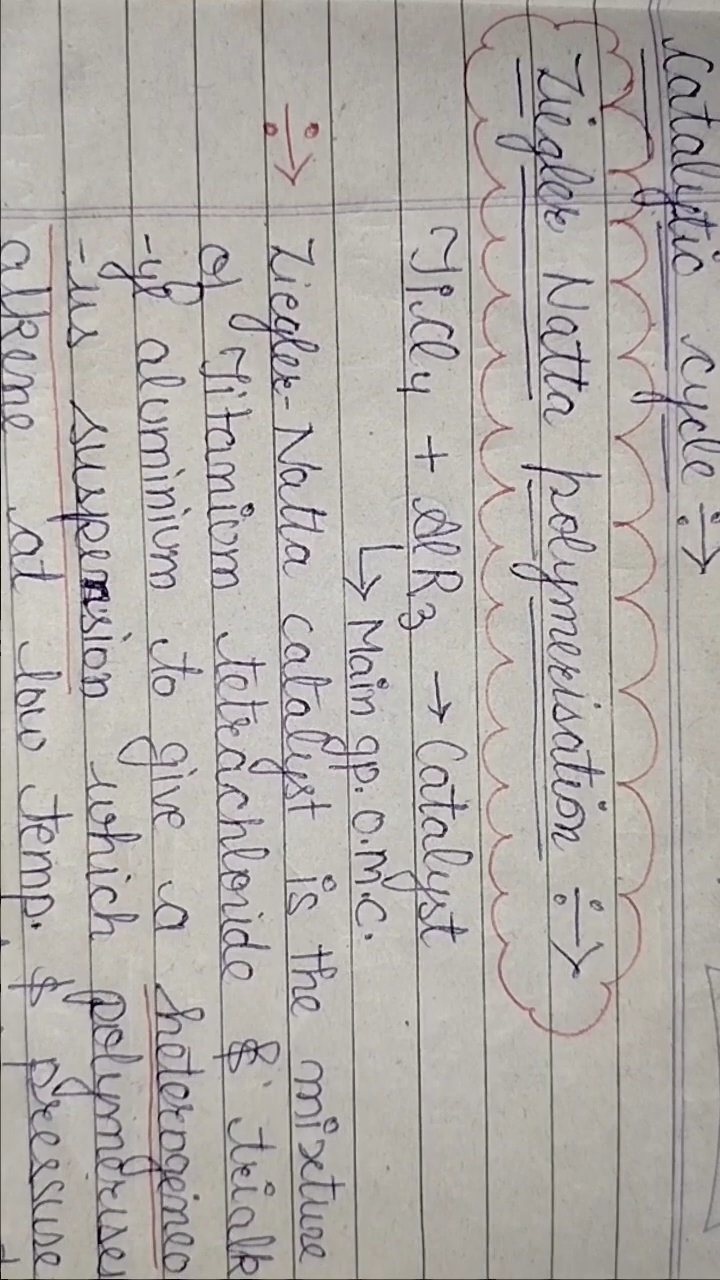 Catalytic cycle ÷→
Ziegler Natta polymerisation ÷→
TiCl4 + AlR3 → Catalyst
↳ Main gp. O.M.C.
÷→ Ziegler-Natta catalyst is the mixture
of Titanium tetrachloride & trialk
-yl aluminium to give a heterogineo
-us suspension which polymerises
alkene at low temp. & pressure